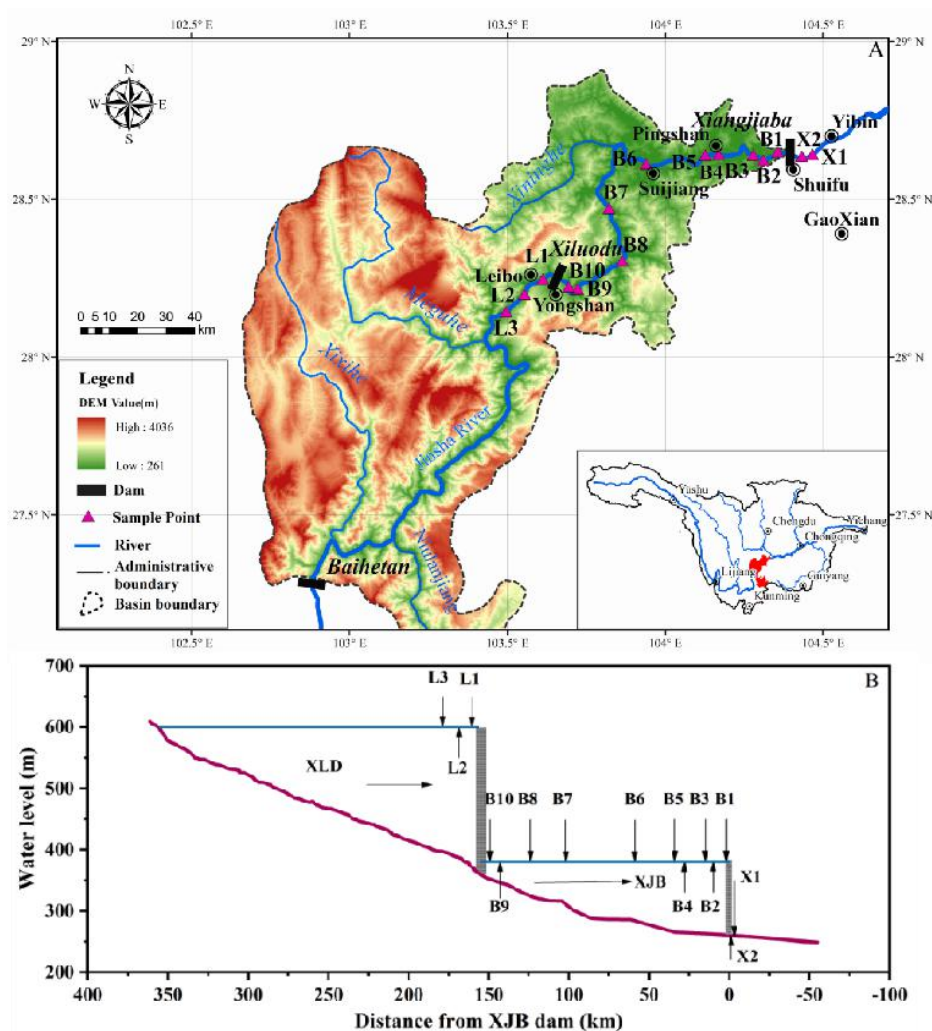 102.5° E 103° E 103.5° E 104° E 104.5° E
A
29° N
28.5° N
28° N
27.5° N
N
W E
S
0 5 10 20 30 40
km
Legend
DEM Value(m)
High : 4036
Low : 261
Dam
Sample Point
River
Administrative
boundary
Basin boundary
Xiangjiaba
Pingshan
Yibin
B1
X2
X1
B6
B5
B4
B3
B2
Suijiang
Shuifu
B7
GaoXian
B8
Xiluodu
L1
Leibo
B10
B9
L2
Yongshan
L3
Meguhe
Xixihe
Jinsha River
Baihetan
Yushu
Chengdu
Yichang
Chongqing
Lijiang
Guiyang
Kunming
29° N
28.5° N
28° N
27.5° N
102.5° E 103° E 103.5° E 104° E 104.5° E
B
700
600
500
400
300
200
Water level (m)
L3 L1
L2
XLD
B10 B8 B7 B6 B5 B3 B1
B9 XJB B4 B2 X1
X2
400 350 300 250 200 150 100 50 0 -50 -100
Distance from XJB dam (km)